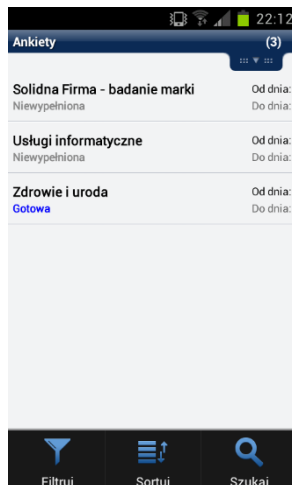 22:12
Ankiety (3)
Solidna Firma - badanie marki Od dnia:
Niewypełniona Do dnia:
Usługi informatyczne Od dnia:
Niewypełniona Do dnia:
Zdrowie i uroda Od dnia:
Gotowa Do dnia:
Filtruj Sortuj Szukaj